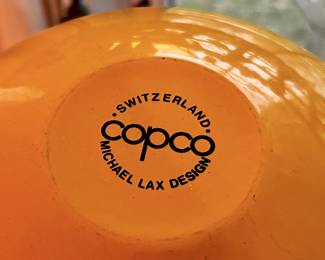 ·SWITZERLAND·
copco
MICHAEL LAX DESIGN